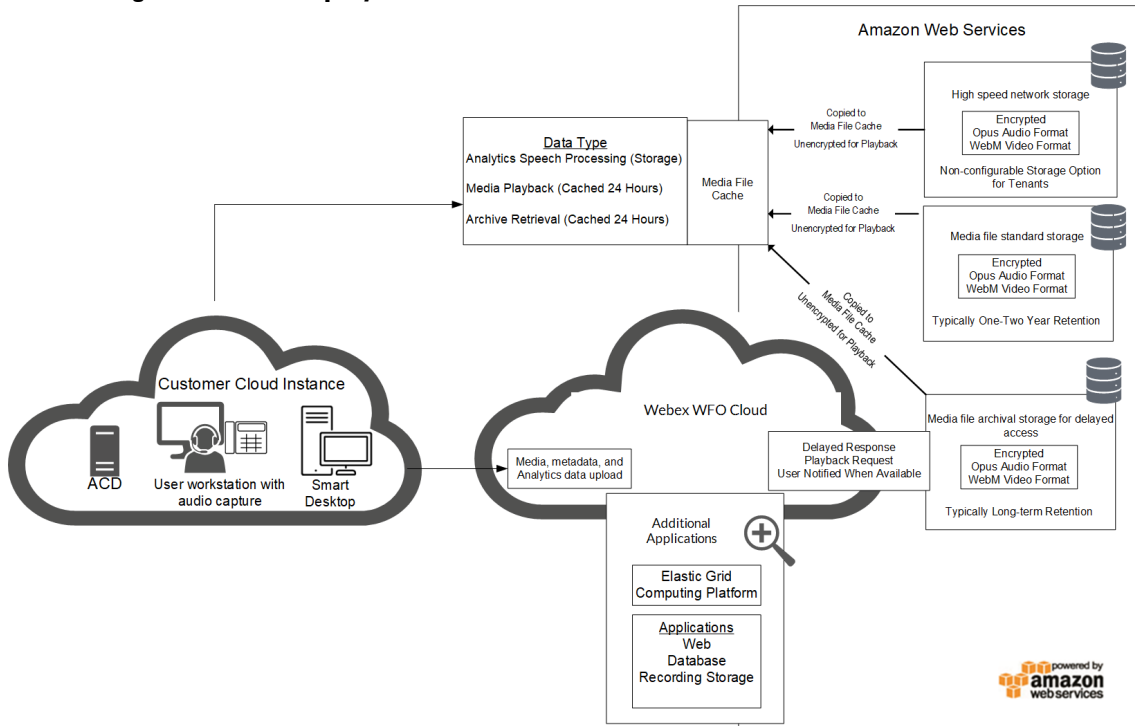 Amazon Web Services
High speed network storage
Encrypted
Opus Audio Format
WebM Video Format
Non-configurable Storage Option
for Tenants
Copied to
Media File Cache
Unencrypted for Playback
Data Type
Analytics Speech Processing (Storage)
Media Playback (Cached 24 Hours)
Archive Retrieval (Cached 24 Hours)
Media File
Cache
Copied to
Media File Cache
Unencrypted for Playback
Media file standard storage
Encrypted
Opus Audio Format
WebM Video Format
Typically One-Two Year Retention
Copied to
Media File Cache
Unencrypted for Playback
Customer Cloud Instance
ACD
User workstation with
audio capture
Smart
Desktop
Webex WFO Cloud
Media, metadata, and
Analytics data upload
Delayed Response
Playback Request
User Notified When Available
Media file archival storage for delayed
access
Encrypted
Opus Audio Format
WebM Video Format
Typically Long-term Retention
Additional
Applications
Elastic Grid
Computing Platform
Applications
Web
Database
Recording Storage
powered by
amazon
webservices